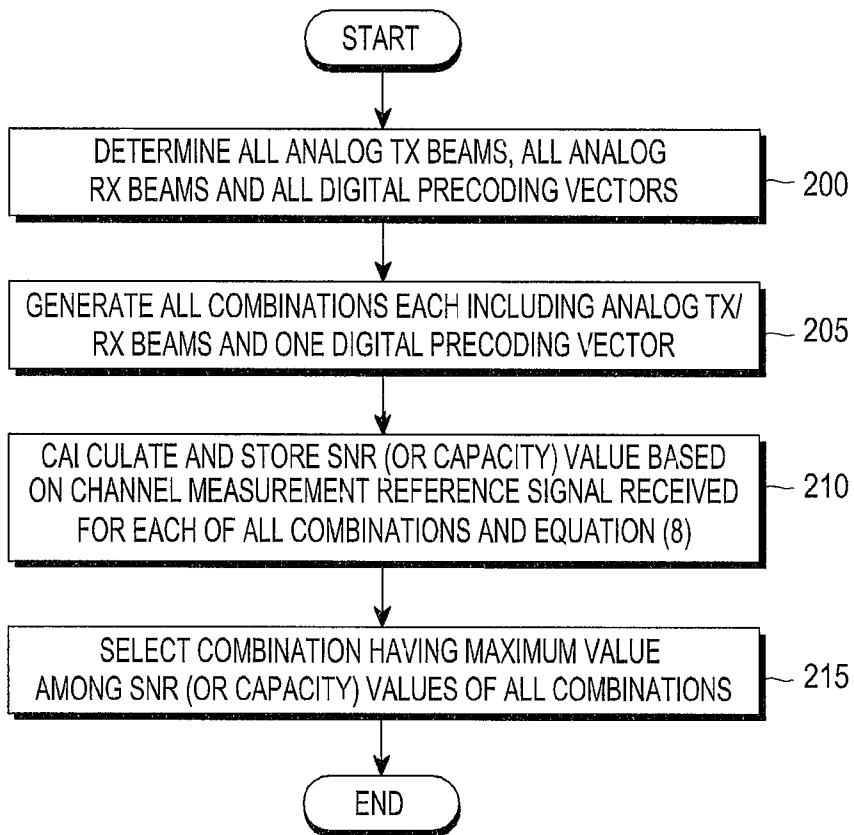 START
DETERMINE ALL ANALOG TX BEAMS, ALL ANALOG
RX BEAMS AND ALL DIGITAL PRECODING VECTORS
200
GENERATE ALL COMBINATIONS EACH INCLUDING ANALOG TX/
RX BEAMS AND ONE DIGITAL PRECODING VECTOR
205
CALCULATE AND STORE SNR (OR CAPACITY) VALUE BASED
ON CHANNEL MEASUREMENT REFERENCE SIGNAL RECEIVED
FOR EACH OF ALL COMBINATIONS AND EQUATION (8)
210
SELECT COMBINATION HAVING MAXIMUM VALUE
AMONG SNR (OR CAPACITY) VALUES OF ALL COMBINATIONS
215
END